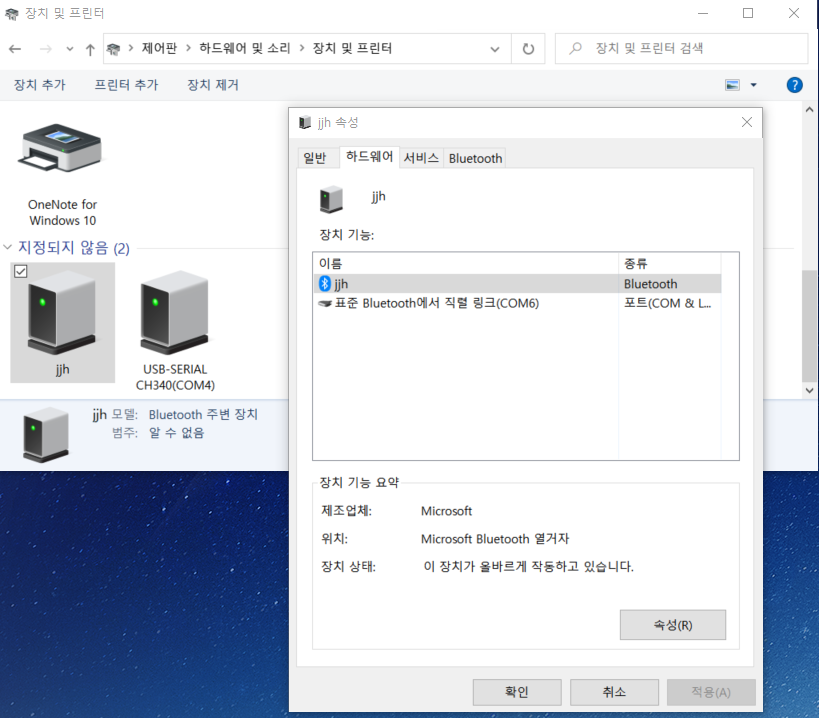 장치 및 프린터
제어판 > 하드웨어 및 소리 > 장치 및 프린터
장치 및 프린터 검색
장치 추가 프린터 추가 장치 제거
OneNote for
Windows 10
지정되지 않음 (2)
jjh
USB-SERIAL
CH340(COM4)
jjh 모델: Bluetooth 주변 장치
범주: 알 수 없음
jjh 속성
일반 하드웨어 서비스 Bluetooth
jjh
장치 기능:
이름 종류
jjh Bluetooth
표준 Bluetooth에서 직렬 링크(COM6) 포트(COM & L...
장치 기능 요약
제조업체: Microsoft
위치: Microsoft Bluetooth 열거자
장치 상태: 이 장치가 올바르게 작동하고 있습니다.
속성(R)
확인 취소 적용(A)